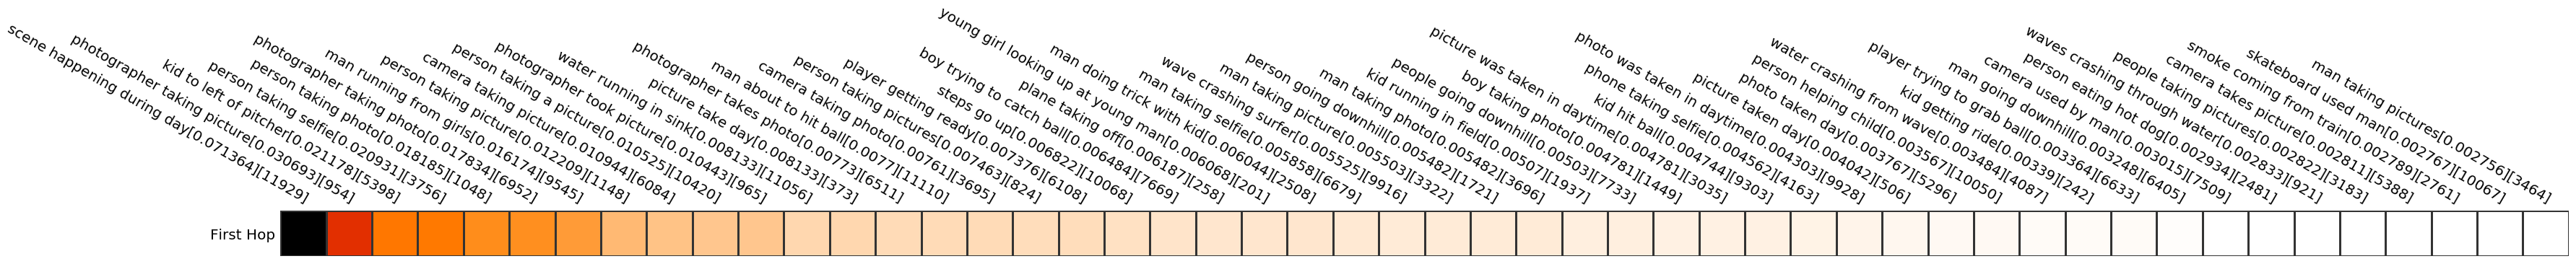 scene happening during day[0.071364][11929]
photographer taking picture[0.030693][954]
kid to left of pitcher[0.021178][5398]
person taking selfie[0.020931][3756]
person taking photo[0.018185][1048]
photographer taking photo[0.017834][6952]
man running from girls[0.016174][9545]
person taking picture[0.012209][1148]
camera taking picture[0.01094][6084]
person taking a picture[0.010525][10420]
photographer took picture[0.010443][965]
water running in sink[0.008133][11056]
picture take day[0.008133][373]
photographer takes photo[0.00773][6511]
man about to hit ball[0.0077][11110]
camera taking photo[0.00761][3695]
person taking pictures[0.007463][824]
player getting ready[0.007376][6108]
steps go up[0.006822][10068]
boy trying to catch ball[0.006486][7669]
plane taking off[0.006187][258]
young girl looking up at young man[0.006068][201]
man doing trick with kid[0.006044][2508]
man taking selfie[0.005859][6679]
wave crashing surfer[0.005525][9916]
man taking picture[0.005503][3322]
person going downhill[0.005482][1721]
man taking photo[0.005482][3696]
kid running in field[0.00507][1937]
people going downhill[0.005003][7733]
boy taking photo[0.004781][1449]
picture was taken in daytime[0.004781][3035]
kid hit ball[0.004744][9303]
phone taking selfie[0.004562][4163]
photo was taken in daytime[0.004303][9928]
picture taken day[0.004042][506]
photo taken day[0.003767][5296]
person helping child[0.003567][10050]
water crashing from wave[0.003484][4087]
kid getting ride[0.00339][242]
player trying to grab ball[0.003364][6633]
man going downhill[0.003248][6405]
camera used by man[0.003015][7509]
person eating hot dog[0.002934][2481]
waves crashing through water[0.002833][921]
people taking pictures[0.002822][3183]
camera takes picture[0.002811][5388]
smoke coming from train[0.002789][2761]
skateboard used man[0.002767][10067]
man taking pictures[0.002756][3464]
First Hop